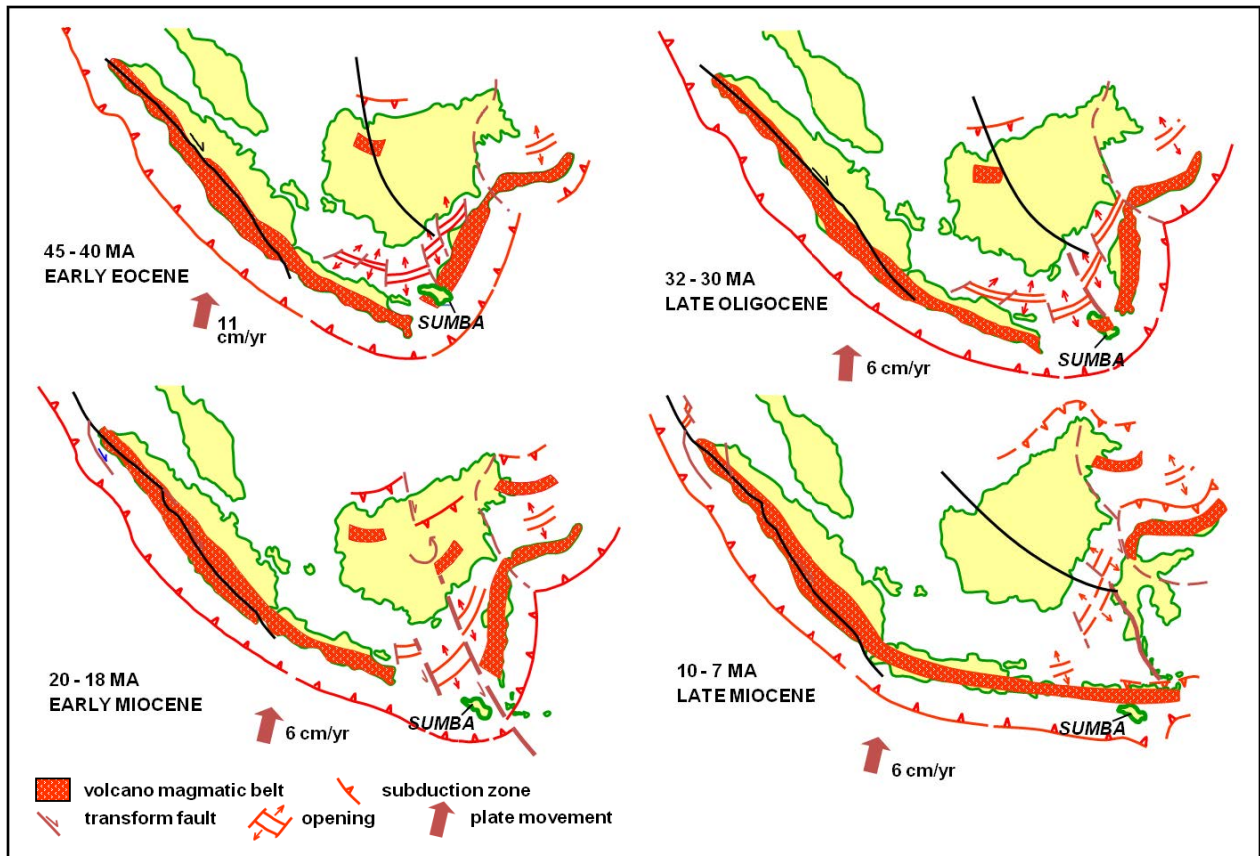 45 - 40 MA
EARLY EOCENE
11
cm/yr
SUMBA
32 - 30 MA
LATE OLIGOCENE
6 cm/yr
SUMBA
20 - 18 MA
EARLY MIOCENE
6 cm/yr
SUMBA
10 - 7 MA
LATE MIOCENE
6 cm/yr
SUMBA
volcano magmatic belt
subduction zone
transform fault
opening
plate movement